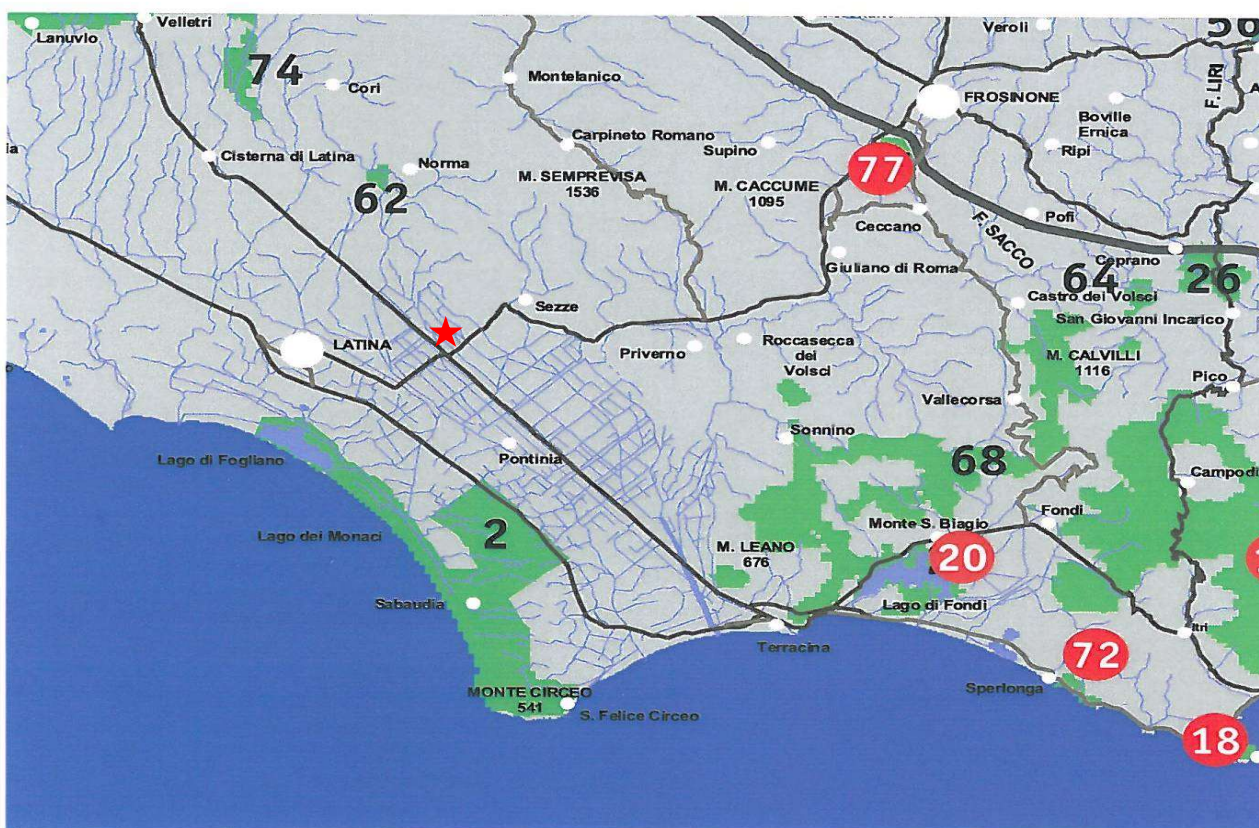 Velletri
Lanuvio
74
Cori
Montelanico
Veroli
56
F. LIRI
FROSINONE
Boville
Ernica
Ripi
Carpineto Romano
Supino
Cisterna di Latina
Norma
62
M. SEMPREVISA
1536
M. CACCUME
1095
77
Ceccano
F. SACCO
Pofi
Giuliano di Roma
Ceprano
64
26
Castro dei Volsci
San Giovanni Incarico
Sezze
LATINA
Priverno
Roccasecca
dei
Volsci
M. CALVILLI
1116
Pico
Vallecorsa
Sonnino
68
Lago di Fogliano
Pontinia
Campodi
Lago dei Monaci
2
Monte S. Biagio
Fondi
20
M. LEANO
676
Sabaudia
Lago di Fondi
Terracina
Itri
72
Sperlonga
MONTE CIRCEO
541
S. Felice Circeo
18